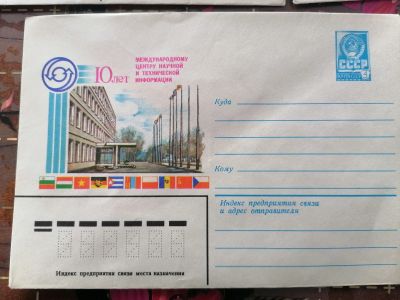 10 лет
МЕЖДУНАРОДНОМУ
ЦЕНТРУ НАУЧНОЙ
И ТЕХНИЧЕСКОЙ
ИНФОРМАЦИИ
СССР
Куда
Кому
Индекс предприятия связи
и адрес отправителя
Индекс предприятия связи места назначения